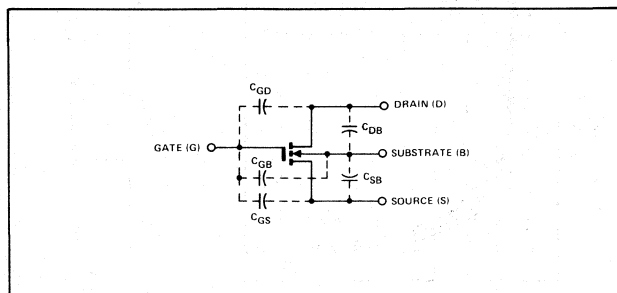 CGD
DRAIN (D)
CDB
GATE (G)
SUBSTRATE (B)
CGB
CSB
SOURCE (S)
CGS